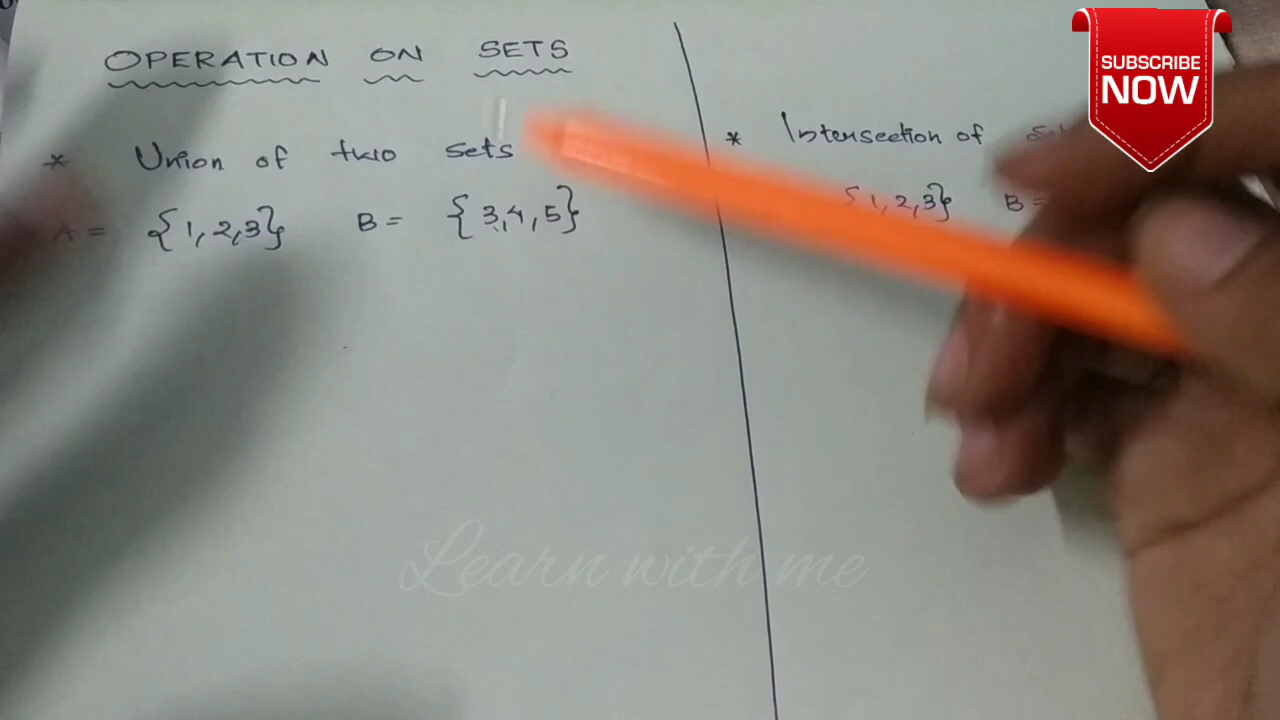 OPERATION ON SETS
* Union of two sets
A = {1, 2, 3} B = {3, 4, 5}
* Intersection of
{1, 2, 3} B =
SUBSCRIBE
NOW
Learn with me